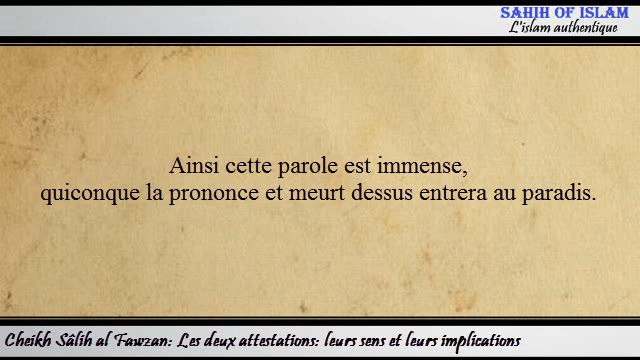 SAHIH OF ISLAM
L'islam authentique
Ainsi cette parole est immense,
quiconque la prononce et meurt dessus entrera au paradis.
Cheikh Sâlih al Fawzan: Les deux attestations: leurs sens et leurs implications